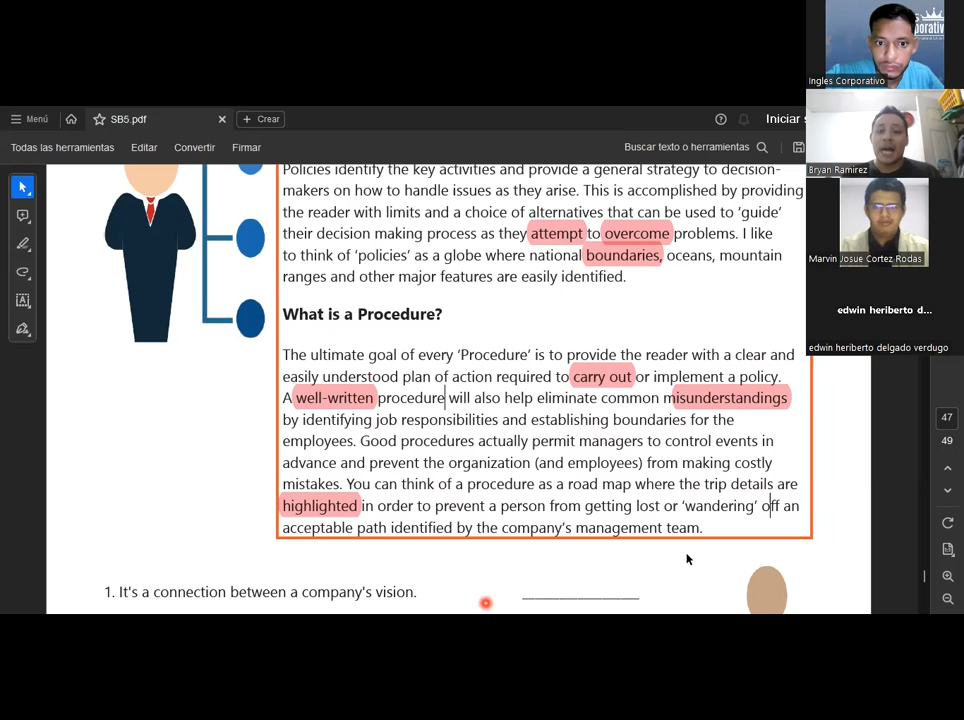 orativo
Ingles Corporativo
Menú
SB5.pdf
Crear
Iniciar s
Todas las herramientas
Editar
Convertir
Firmar
Buscar texto o herramientas
Policies identify the key activities and provide a general strategy to decision-
makers on how to handle issues as they arise. This is accomplished by providing
the reader with limits and a choice of alternatives that can be used to 'guide'
their decision making process as they attempt to overcome problems. I like
to think of 'policies' as a globe where national boundaries, oceans, mountain
ranges and other major features are easily identified.
What is a Procedure?
The ultimate goal of every 'Procedure' is to provide the reader with a clear and
easily understood plan of action required to carry out or implement a policy.
A well-written procedure will also help eliminate common misunderstandings
by identifying job responsibilities and establishing boundaries for the
employees. Good procedures actually permit managers to control events in
advance and prevent the organization (and employees) from making costly
mistakes. You can think of a procedure as a road map where the trip details are
highlighted in order to prevent a person from getting lost or 'wandering' off an
acceptable path identified by the company's management team.
1. It's a connection between a company's vision. ________________
Bryan Ramirez
Marvin Josue Cortez Rodas
edwin heriberto d...
edwin heriberto delgado verdugo
47
49